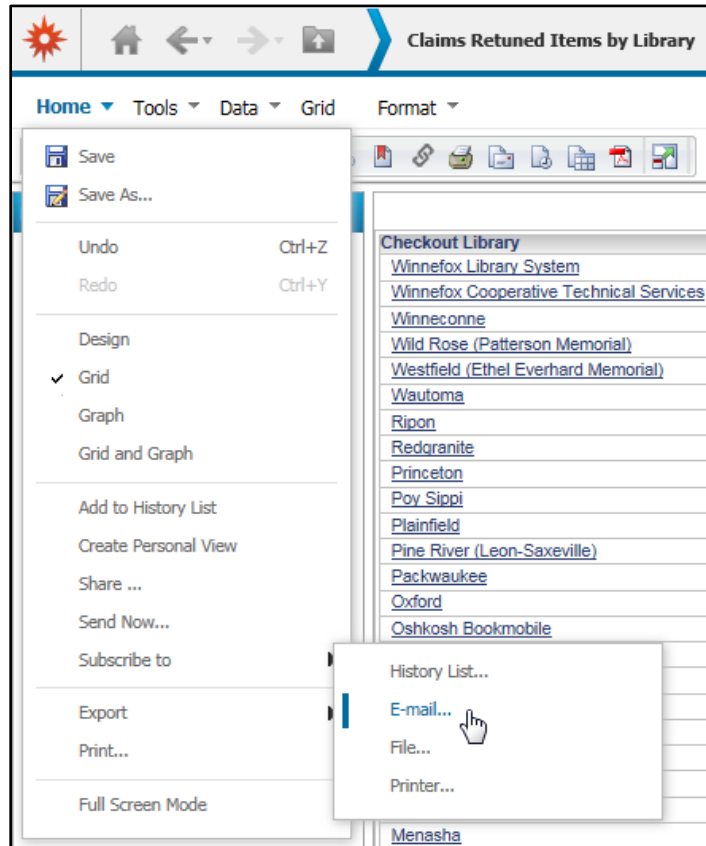 Claims Retuned Items by Library
Home Tools Data Grid Format
Save
Save As...
Undo Ctrl+Z
Redo Ctrl+Y
Design
Grid
Graph
Grid and Graph
Add to History List
Create Personal View
Share ...
Send Now...
Subscribe to
Export
Print...
Full Screen Mode
History List...
E-mail...
File...
Printer...
Checkout Library
Winnefox Library System
Winnefox Cooperative Technical Services
Winneconne
Wild Rose (Patterson Memorial)
Westfield (Ethel Everhard Memorial)
Wautoma
Ripon
Redgranite
Princeton
Poy Sippi
Plainfield
Pine River (Leon-Saxeville)
Packwaukee
Oxford
Oshkosh Bookmobile
Menasha